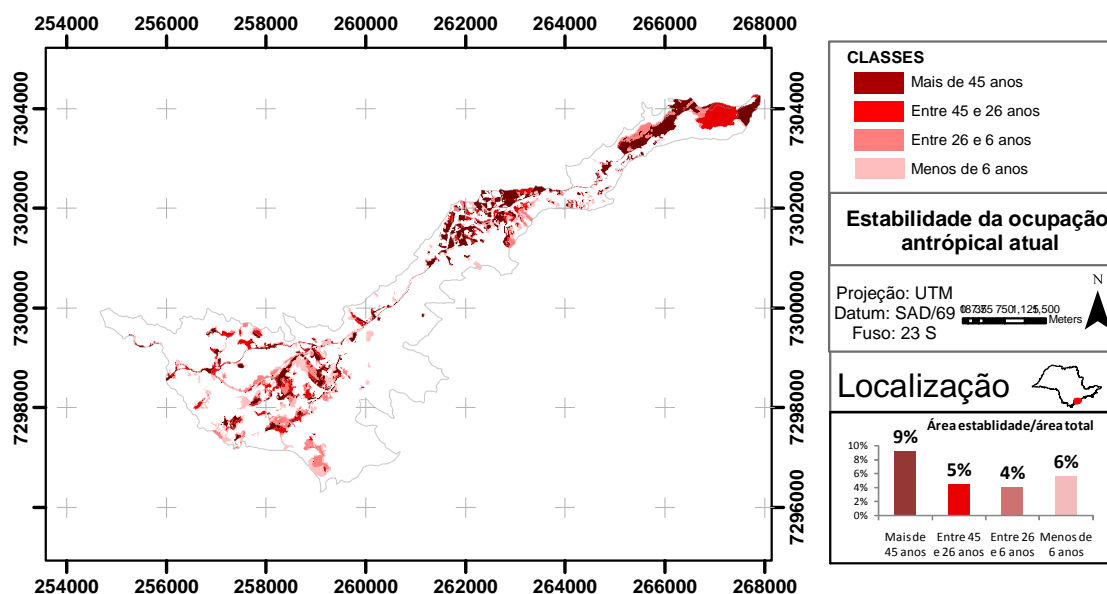 254000 256000 258000 260000 262000 264000 266000 268000
7304000 7304000
7302000 7302000
7300000 7300000
7298000 7298000
7296000 7296000
254000 256000 258000 260000 262000 264000 266000 268000
CLASSES
Mais de 45 anos
Entre 45 e 26 anos
Entre 26 e 6 anos
Menos de 6 anos
Estabilidade da ocupação
antrópical atual
Projeção: UTM
Datum: SAD/69
Fuso: 23 S
N
Meters
Localização
Área establidade/área total
10%
8%
6%
4%
2%
0%
9% 5% 4% 6%
Mais de Entre 45 Entre 26 Menos de
45 anos e 26 anos e 6 anos 6 anos